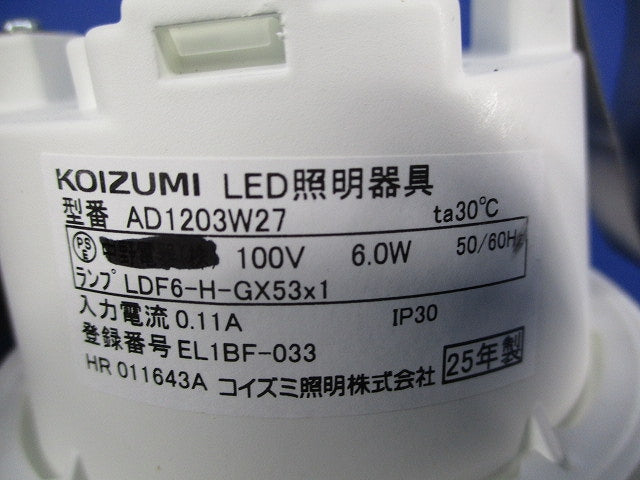 KOIZUMI LED照明器具
型番 AD1203W27 ta30℃
PSE 100V 6.0W 50/60Hz
ランプ LDF6-H-GX53x1
入力電流 0.11A IP30
登録番号 EL1BF-033
HR 011643A コイズミ照明株式会社 25年製